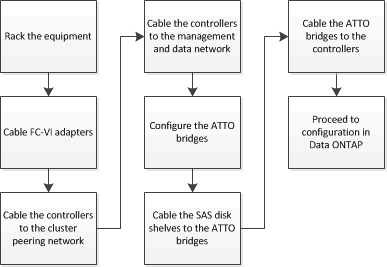 Rack the equipment
Cable FC-VI adapters
Cable the controllers
to the cluster
peering network
Cable the controllers
to the management
and data network
Configure the ATTO
bridges
Cable the SAS disk
shelves to the ATTO
bridges
Cable the ATTO
bridges to the
controllers
Proceed to
configuration in
Data ONTAP